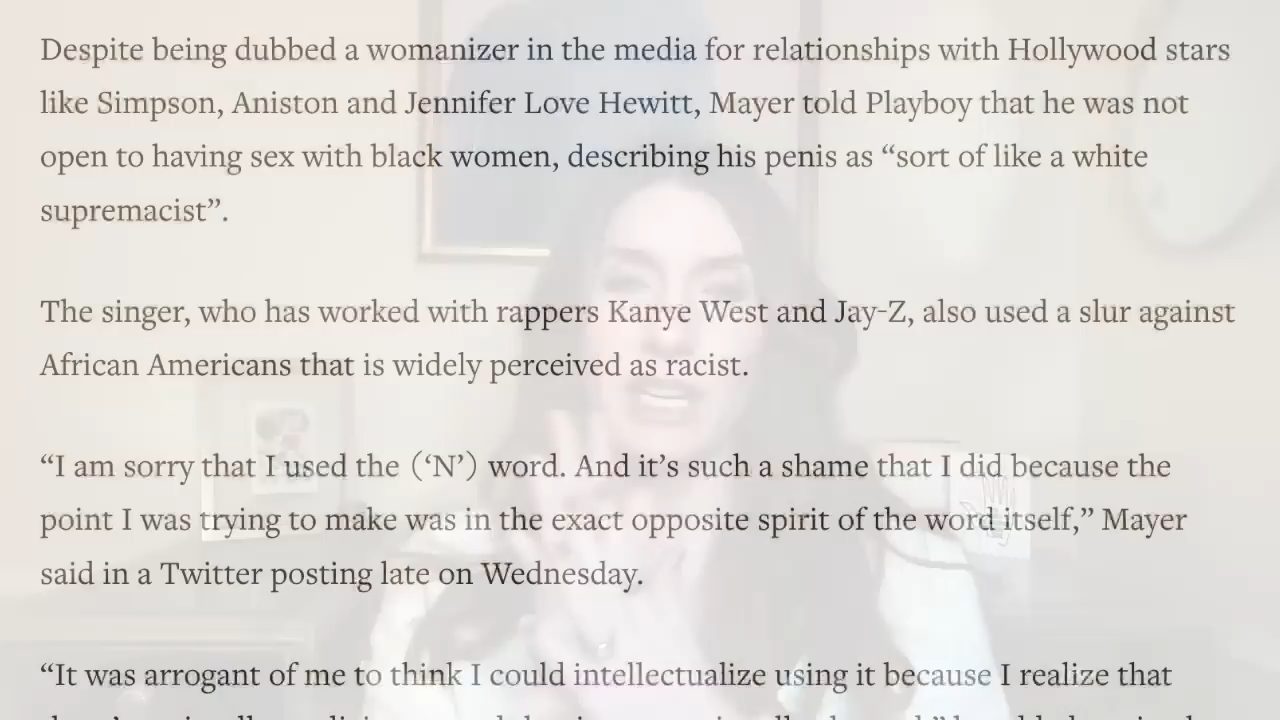 Despite being dubbed a womanizer in the media for relationships with Hollywood stars
like Simpson, Aniston and Jennifer Love Hewitt, Mayer told Playboy that he was not
open to having sex with black women, describing his penis as “sort of like a white
supremacist”.
The singer, who has worked with rappers Kanye West and Jay-Z, also used a slur against
African Americans that is widely perceived as racist.
“I am sorry that I used the (‘N’) word. And it’s such a shame that I did because the
point I was trying to make was in the exact opposite spirit of the word itself,” Mayer
said in a Twitter posting late on Wednesday.
“It was arrogant of me to think I could intellectualize using it because I realize that